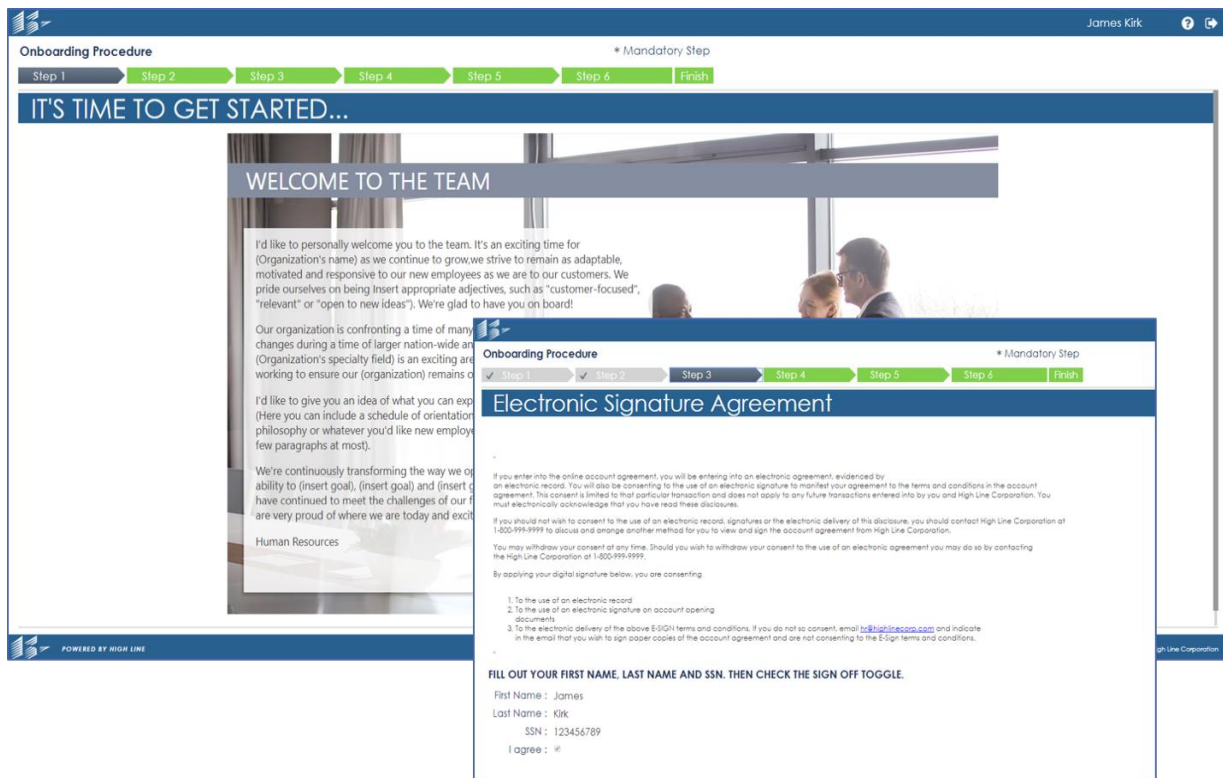 James Kirk
Onboarding Procedure
* Mandatory Step
Step 1
Step 2
Step 3
Step 4
Step 5
Step 6
Finish
IT'S TIME TO GET STARTED...
WELCOME TO THE TEAM
I'd like to personally welcome you to the team. It's an exciting time for
(Organization's name) as we continue to grow,we strive to remain as adaptable,
motivated and responsive to our new employees as we are to our customers. We
pride ourselves on being Insert appropriate adjectives, such as "customer-focused",
"relevant" or "open to new ideas"). We're glad to have you on board!
Our organization is confronting a time of many
changes during a time of larger nation-wide an
(Organization's specialty field) is an exciting are
working to ensure our (organization) remains o
I'd like to give you an idea of what you can exp
(Here you can include a schedule of orientation
philosophy or whatever you'd like new employe
few paragraphs at most).
We're continuously transforming the way we op
ability to (insert goal), (insert goal) and (insert g
have continued to meet the challenges of our f
are very proud of where we are today and excit
Human Resources
POWERED BY HIGH LINE
gh Line Corporation
Onboarding Procedure
* Mandatory Step
✓ Step 1
✓ Step 2
Step 3
Step 4
Step 5
Step 6
Finish
Electronic Signature Agreement
If you enter into the online account agreement, you will be entering into an electronic agreement, evidenced by
an electronic record. You will also be consenting to the use of an electronic signature to manifest your agreement to the terms and conditions in the account
agreement. This consent is limited to that particular transaction and does not apply to any future transactions entered into by you and High Line Corporation. You
must electronically acknowledge that you have read these disclosures.
If you should not wish to consent to the use of an electronic record, signatures or the electronic delivery of this disclosure, you should contact High Line Corporation at
1-800-999-9999 to discuss and arrange another method for you to view and sign the account agreement from High Line Corporation.
You may withdraw your consent at any time. Should you wish to withdraw your consent to the use of an electronic agreement you may do so by contacting
the High Line Corporation at 1-800-999-9999.
By applying your digital signature below, you are consenting
1. To the use of an electronic record
2. To the use of an electronic signature on account opening
documents
3. To the electronic delivery of the above E-SIGN terms and conditions. If you do not so consent, email hr@highlinecorp.com and indicate
in the email that you wish to sign paper copies of the account agreement and are not consenting to the E-Sign terms and conditions.
FILL OUT YOUR FIRST NAME, LAST NAME AND SSN. THEN CHECK THE SIGN OFF TOGGLE.
First Name : James
Last Name : Kirk
SSN : 123456789
I agree :